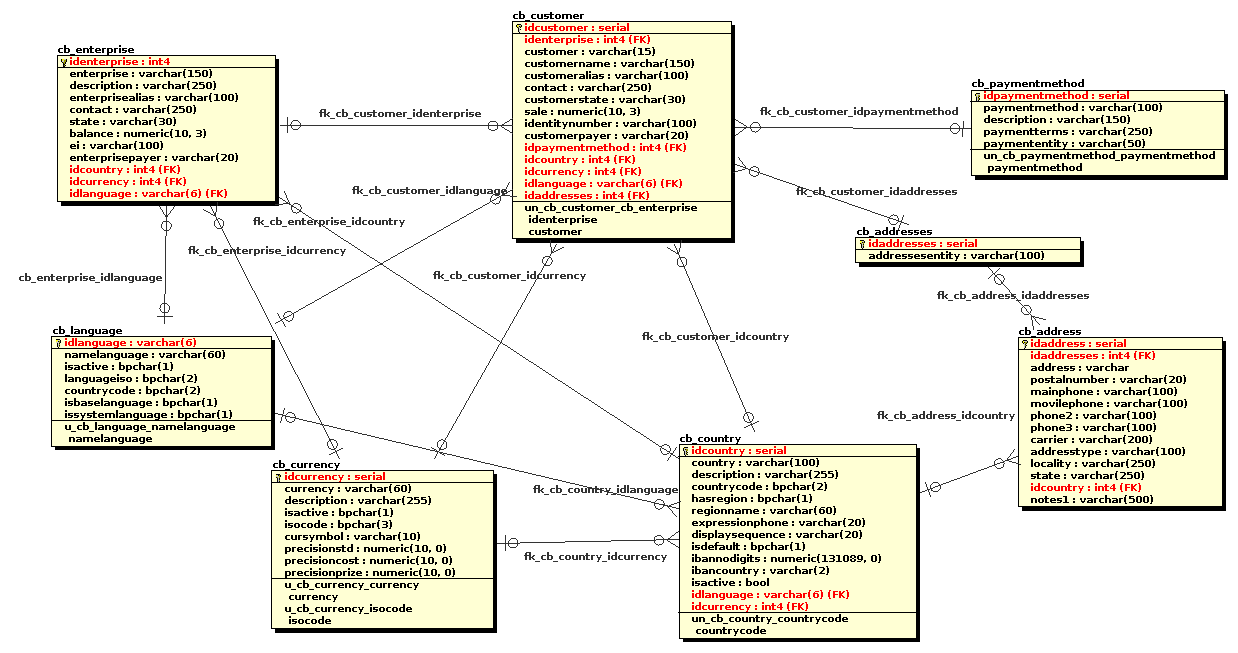 cb_customer
idcustomer : serial
identerprise : int4 (FK)
customer : varchar(15)
customername : varchar(150)
customeralias : varchar(100)
contact : varchar(250)
customerstate : varchar(30)
sale : numeric(10, 3)
identitynumber : varchar(100)
customerpayer : varchar(20)
idpaymentmethod : int4 (FK)
idcountry : int4 (FK)
idcurrency : int4 (FK)
idlanguage : varchar(6) (FK)
idaddresses : int4 (FK)
un_cb_customer_cb_enterprise
identerprise
customer
cb_enterprise
identerprise : int4
enterprise : varchar(150)
description : varchar(250)
enterprisealias : varchar(100)
contact : varchar(250)
state : varchar(30)
balance : numeric(10, 3)
ei : varchar(100)
enterprisepayer : varchar(20)
idcountry : int4 (FK)
idcurrency : int4 (FK)
idlanguage : varchar(6) (FK)
cb_paymentmethod
idpaymentmethod : serial
paymentmethod : varchar(100)
description : varchar(150)
paymentterms : varchar(250)
paymententity : varchar(50)
un_cb_paymentmethod_paymentmethod
paymentmethod
fk_cb_customer_identerprise
fk_cb_customer_idpaymentmethod
fk_cb_customer_idlanguage
fk_cb_customer_idaddresses
fk_cb_enterprise_idcountry
fk_cb_enterprise_idcurrency
cb_enterprise_idlanguage
fk_cb_customer_idcurrency
cb_addresses
idaddresses : serial
addressesentity : varchar(100)
fk_cb_address_idaddresses
fk_cb_customer_idcountry
cb_language
idlanguage : varchar(6)
namelanguage : varchar(60)
isactive : bpchar(1)
languageiso : bpchar(2)
countrycode : bpchar(2)
isbaselanguage : bpchar(1)
issystemlanguage : bpchar(1)
u_cb_language_namelanguage
namelanguage
cb_address
idaddress : serial
idaddresses : int4 (FK)
address : varchar
postalnumber : varchar(20)
mainphone : varchar(100)
movilephone : varchar(100)
phone2 : varchar(100)
phone3 : varchar(100)
carrier : varchar(200)
addresstype : varchar(100)
locality : varchar(250)
state : varchar(250)
idcountry : int4 (FK)
notes1 : varchar(500)
fk_cb_address_idcountry
cb_currency
idcurrency : serial
currency : varchar(60)
description : varchar(255)
isactive : bpchar(1)
isocode : bpchar(3)
cursymbol : varchar(10)
precisionstd : numeric(10, 0)
precisioncost : numeric(10, 0)
precisionprize : numeric(10, 0)
u_cb_currency_currency
currency
u_cb_currency_isocode
isocode
fk_cb_country_idlanguage
fk_cb_country_idcurrency
cb_country
idcountry : serial
country : varchar(100)
description : varchar(255)
countrycode : bpchar(2)
hasregion : bpchar(1)
regionname : varchar(60)
expressionphone : varchar(20)
displaysequence : varchar(20)
isdefault : bpchar(1)
ibannodigits : numeric(131089, 0)
ibancountry : varchar(2)
isactive : bool
idlanguage : varchar(6) (FK)
idcurrency : int4 (FK)
un_cb_country_countrycode
countrycode